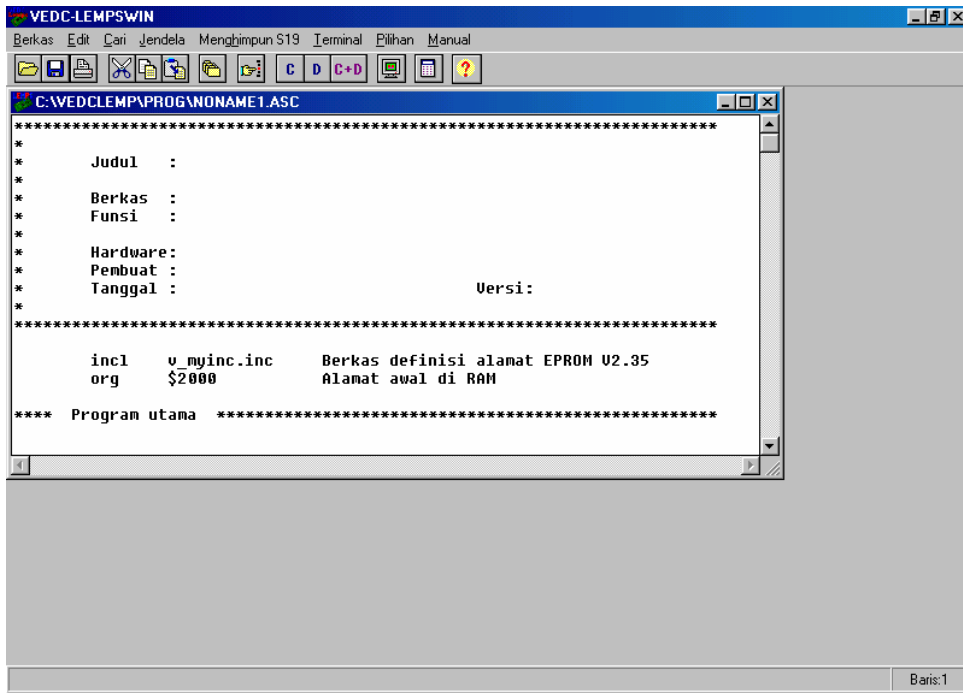 VEDC-LEMPSWIN
Berkas Edit Cari Jendela Menghimpun S19 Terminal Pilihan Manual
C D C+D ?
C:\VEDCLEMP\PROG\NONAME1.ASC
*************************************************************************
*
* Judul :
*
* Berkas :
* Funsi :
*
* Hardware:
* Pembuat :
* Tanggal : Versi:
*
*************************************************************************
incl v_myinc.inc Berkas definisi alamat EPROM V2.35
org $2000 Alamat awal di RAM
**** Program utama ****************************************************
Baris:1